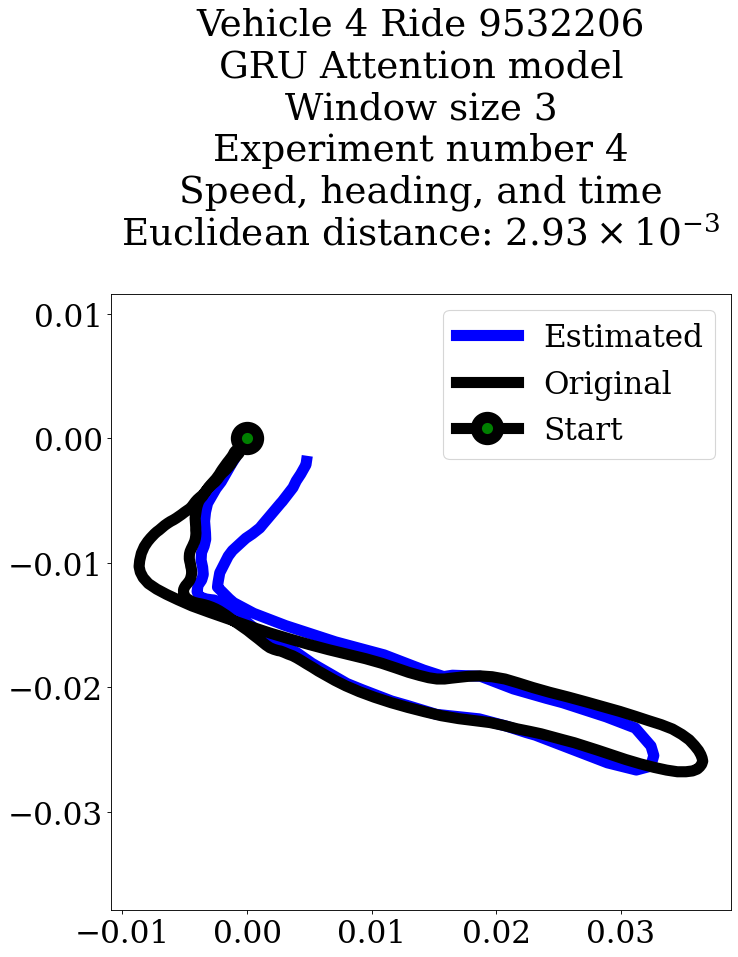 Vehicle 4 Ride 9532206
GRU Attention model
Window size 3
Experiment number 4
Speed, heading, and time
Euclidean distance: 2.93 × 10⁻³
Estimated
Original
Start
0.01
0.00
−0.01
−0.02
−0.03
−0.01 0.00 0.01 0.02 0.03